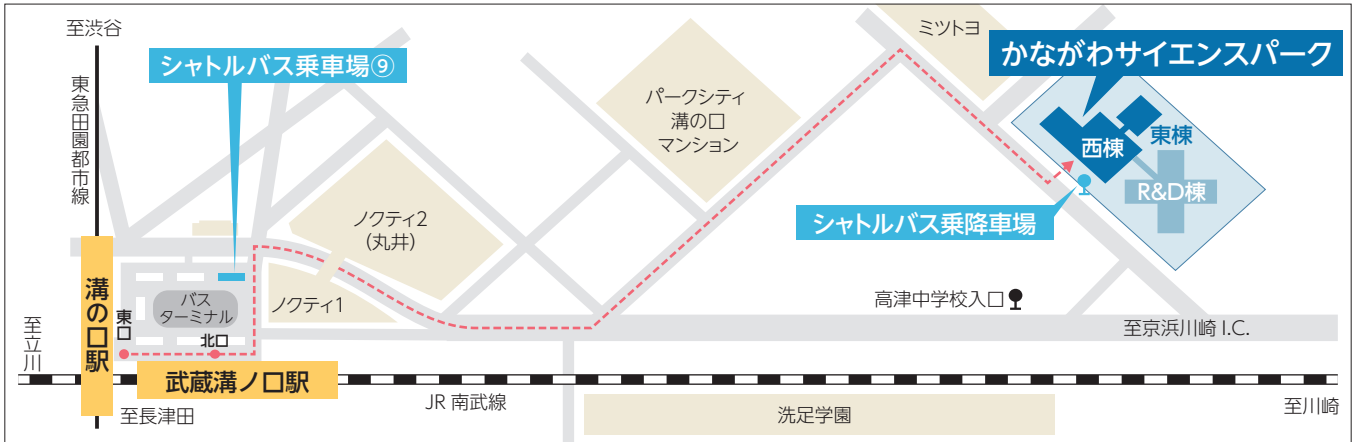 至渋谷
東急田園都市線
シャトルバス乗車場⑨
ミツトヨ
かながわサイエンスパーク
パークシティ
溝の口
マンション
西棟
東棟
R&D棟
シャトルバス乗降車場
ノクティ2
(丸井)
ノクティ1
溝の口駅
バス
ターミナル
東口
北口
高津中学校入口
至京浜川崎 I.C.
至立川
武蔵溝ノ口駅
至長津田
JR 南武線
洗足学園
至川崎